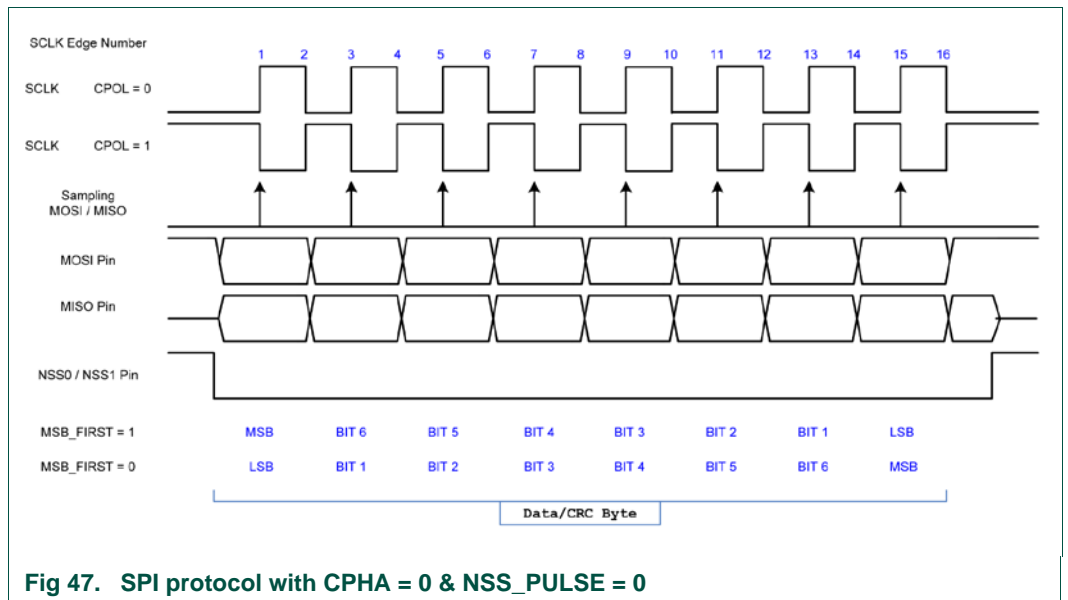 SCLK Edge Number
1 2 3 4 5 6 7 8 9 10 11 12 13 14 15 16
SCLK CPOL = 0
SCLK CPOL = 1
Sampling
MOSI / MISO
MOSI Pin
MISO Pin
NSS0 / NSS1 Pin
MSB_FIRST = 1 MSB BIT 6 BIT 5 BIT 4 BIT 3 BIT 2 BIT 1 LSB
MSB_FIRST = 0 LSB BIT 1 BIT 2 BIT 3 BIT 4 BIT 5 BIT 6 MSB
Data/CRC Byte
Fig 47. SPI protocol with CPHA = 0 & NSS_PULSE = 0